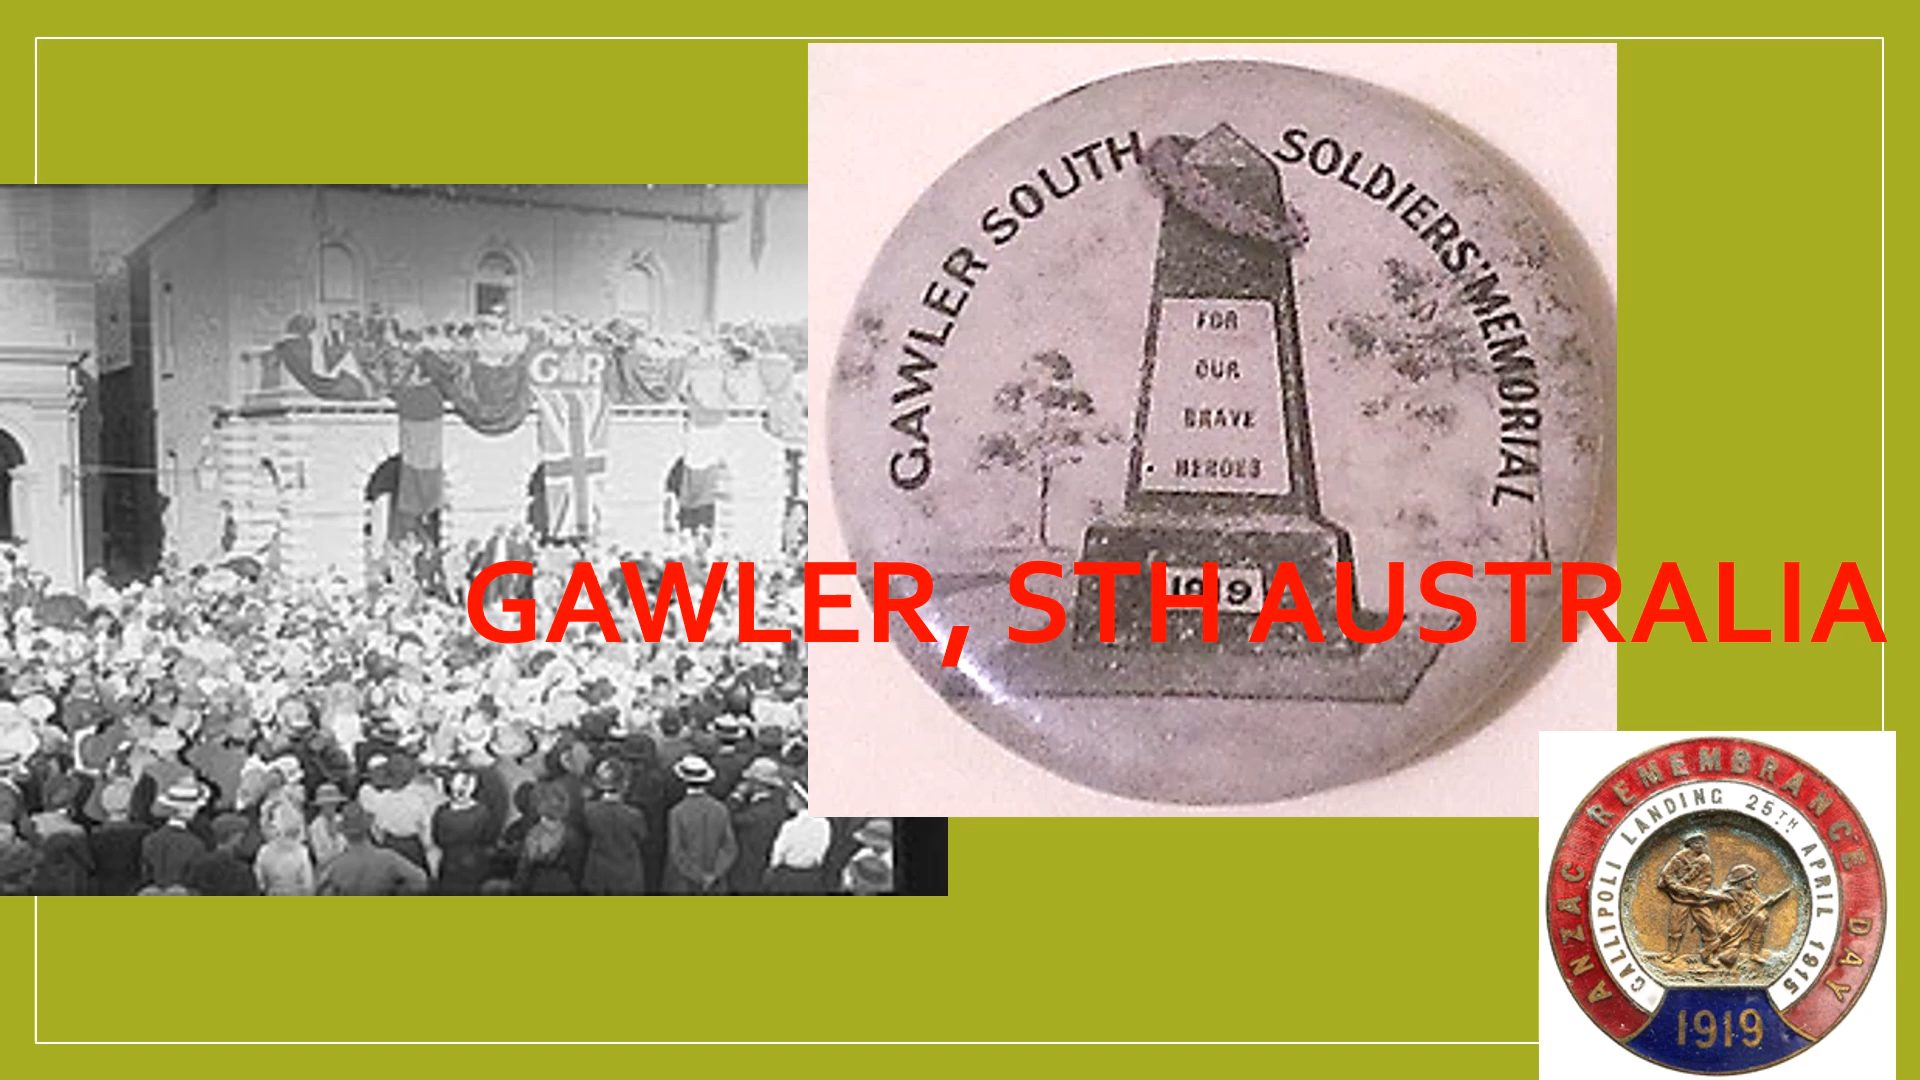 GAWLER SOUTH SOLDIERS' MEMORIAL
FOR
OUR
BRAVE
HEROES
1919
G R
GAWLER, STH AUSTRALIA
ANZAC REMEMBRANCE DAY
GALLIPOLI LANDING 25TH APRIL 1915
1919